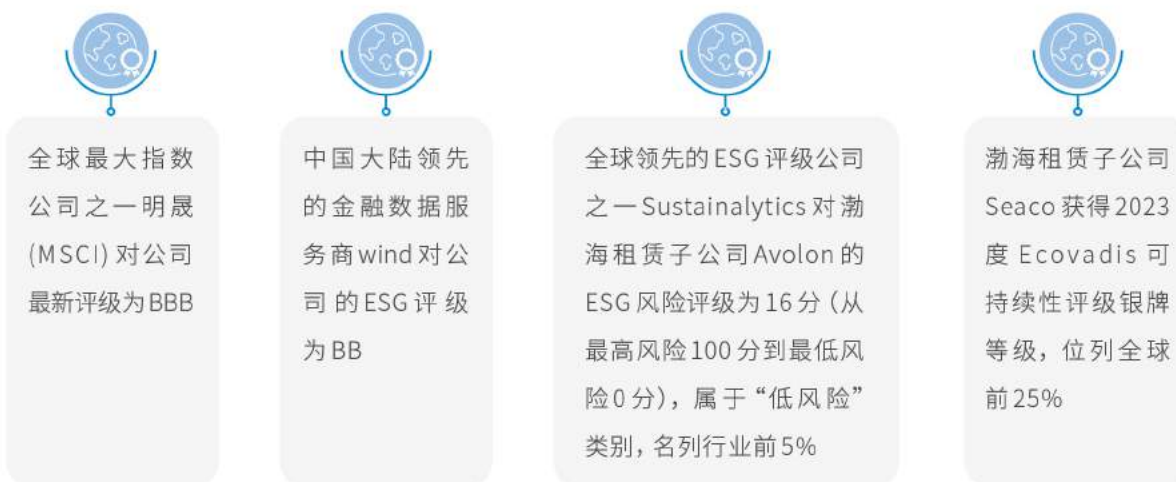 全球最大指数
公司之一明晟
(MSCI) 对公司
最新评级为BBB
中国大陆领先
的金融数据服
务商wind对公
司的ESG评级
为BB
全球领先的ESG评级公司
之一Sustainalytics对渤
海租赁子公司Avolon的
ESG风险评级为16分（从
最高风险100分到最低风
险0分），属于“低风险”
类别，名列行业前5%
渤海租赁子公司
Seaco获得2023
度Ecovadis可
持续性评级银牌
等级，位列全球
前25%